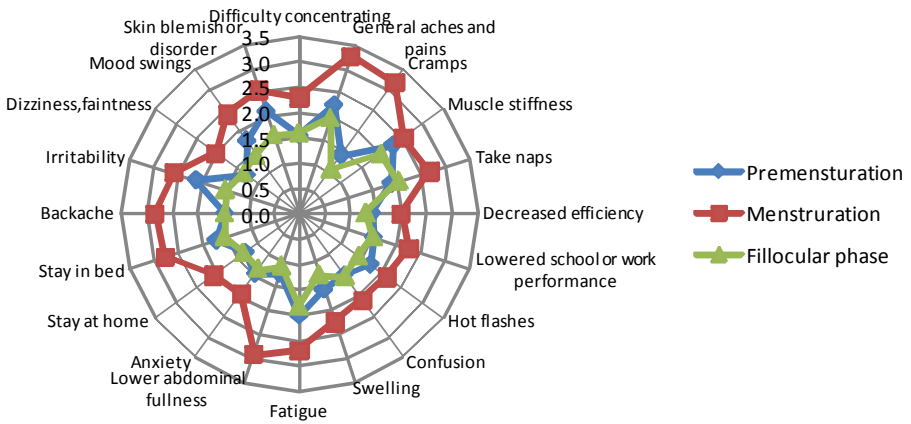 Difficulty concentrating
General aches and
pains
Cramps
Muscle stiffness
Take naps
Decreased efficiency
Lowered school or work
performance
Hot flashes
Confusion
Swelling
Fatigue
Lower abdominal
fullness
Anxiety
Stay at home
Stay in bed
Backache
Irritability
Dizziness,faintness
Mood swings
Skin blemish or
disorder
3.5
3.0
2.5
2.0
1.5
1.0
0.5
0.0
Premensturation
Menstruration
Fillocular phase